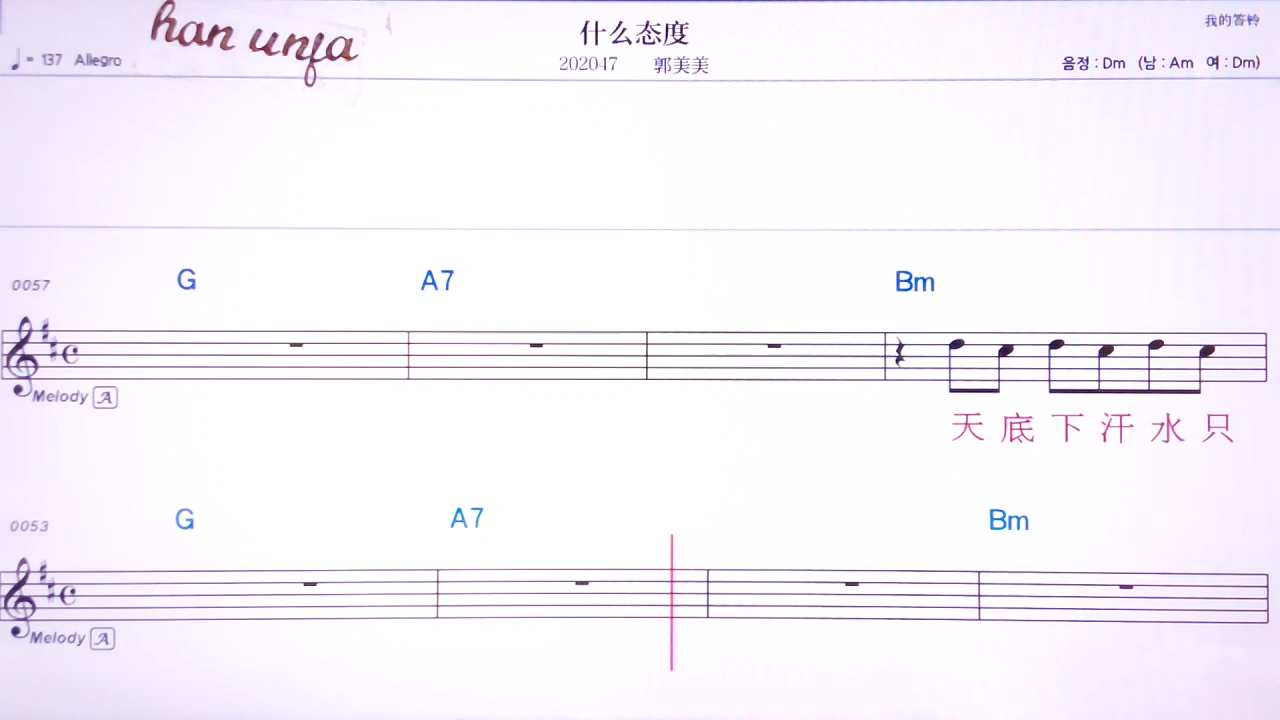 han unfa
什么态度
我的答铃
♩= 137 Allegro
202047 郭美美
음정 : Dm (남 : Am 여 : Dm)
0057 G A7 Bm
Melody A
天 底 下 汗 水 只
0053 G A7 Bm
Melody A